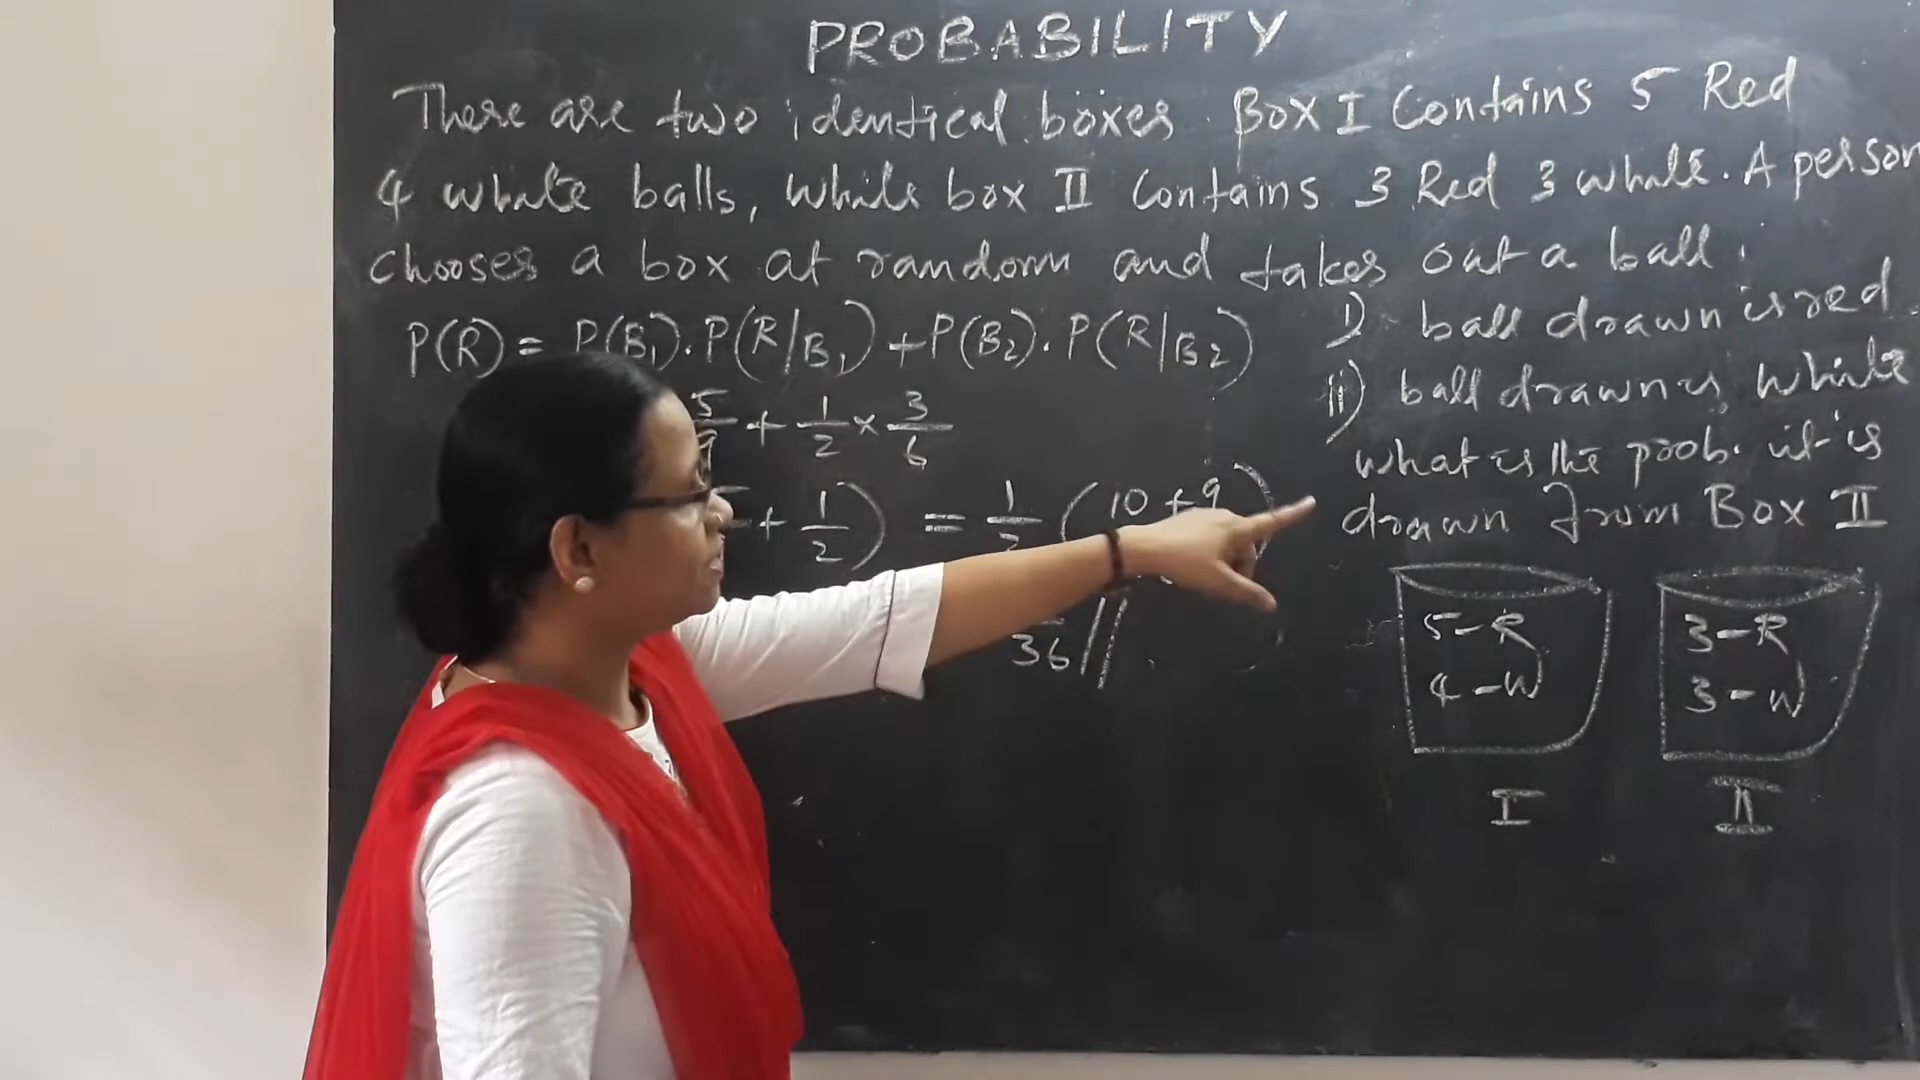 PROBABILITY
There are two identical boxes. Box I Contains 5 Red
4 white balls, while box II Contains 3 Red 3 white. A person
chooses a box at random and takes out a ball.
P(R) = P(B₁).P(R/B₁) + P(B₂).P(R/B₂)
5/9 + 1/2 × 3/6
+ 1/2) = 1/2 (10 + 9)
36//
i) ball drawn is red.
ii) ball drawn is white
what is the prob. it is
drawn from Box II
5-R
4-W
I
3-R
3-W
II